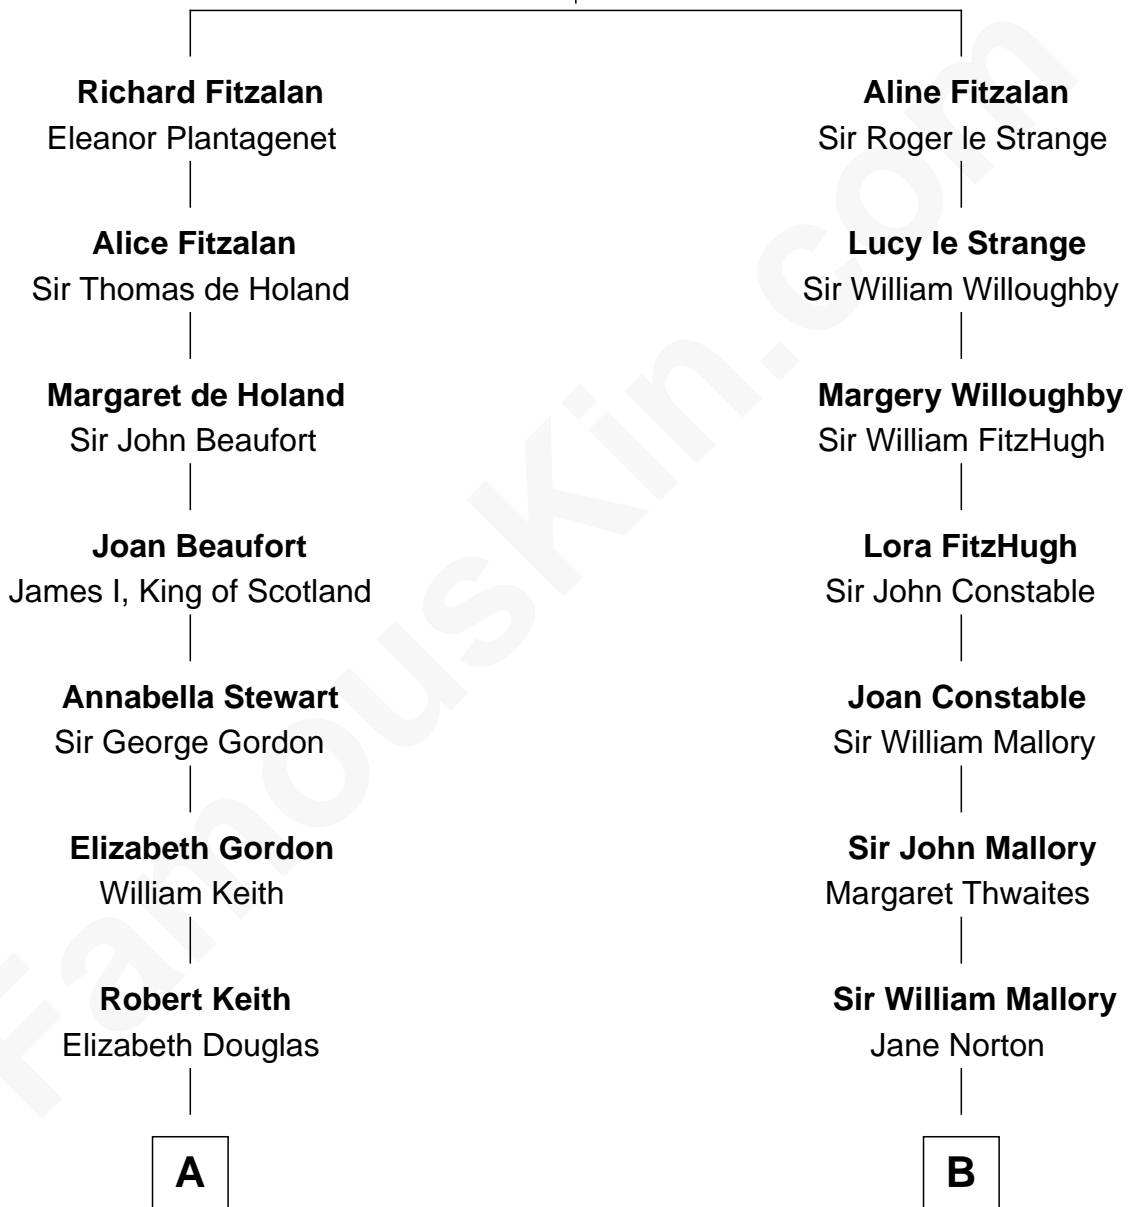 Richard Fitzalan
Eleanor Plantagenet
Aline Fitzalan
Sir Roger le Strange
Alice Fitzalan
Sir Thomas de Holand
Lucy le Strange
Sir William Willoughby
Margaret de Holand
Sir John Beaufort
Margery Willoughby
Sir William FitzHugh
Joan Beaufort
James I, King of Scotland
Lora FitzHugh
Sir John Constable
Annabella Stewart
Sir George Gordon
Joan Constable
Sir William Mallory
Elizabeth Gordon
William Keith
Sir John Mallory
Margaret Thwaites
Robert Keith
Elizabeth Douglas
Sir William Mallory
Jane Norton
A
B
FamousKin.com